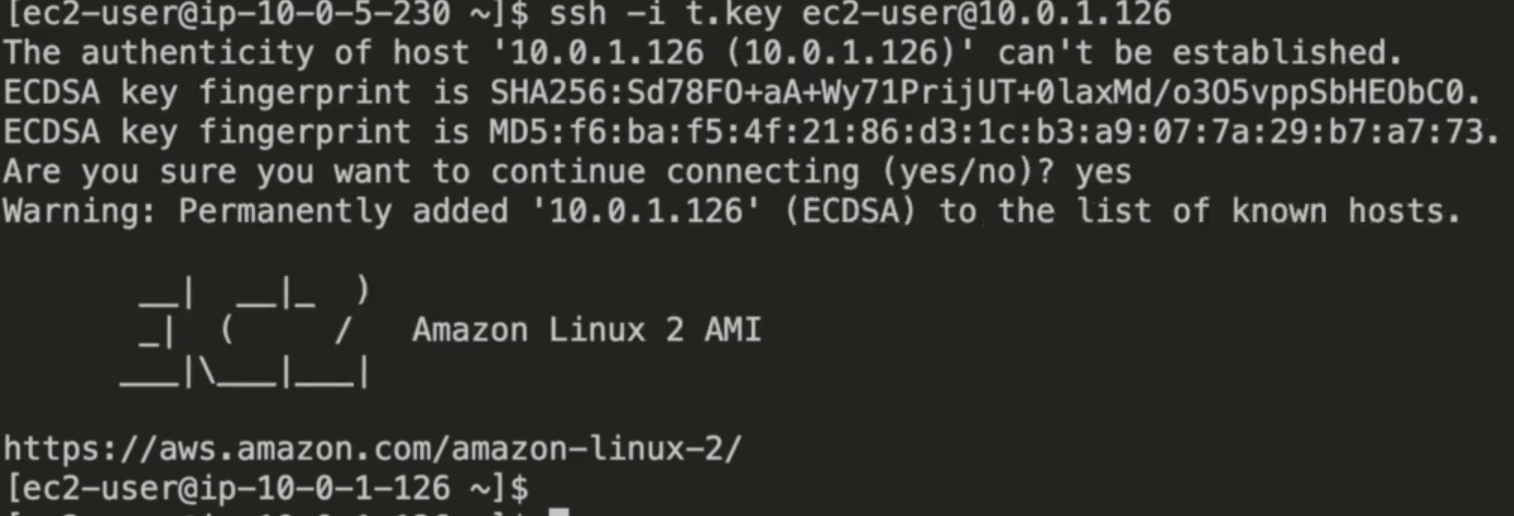 [ec2-user@ip-10-0-5-230 ~]$ ssh -i t.key ec2-user@10.0.1.126
The authenticity of host '10.0.1.126 (10.0.1.126)' can't be established.
ECDSA key fingerprint is SHA256:Sd78FO+aA+Wy71PrijUT+0laxMd/o3O5vppSbHEObC0.
ECDSA key fingerprint is MD5:f6:ba:f5:4f:21:86:d3:1c:b3:a9:07:7a:29:b7:a7:73.
Are you sure you want to continue connecting (yes/no)? yes
Warning: Permanently added '10.0.1.126' (ECDSA) to the list of known hosts.
       __|  __|_  )
       _|  (     /   Amazon Linux 2 AMI
      ___|\___|___|
https://aws.amazon.com/amazon-linux-2/
[ec2-user@ip-10-0-1-126 ~]$